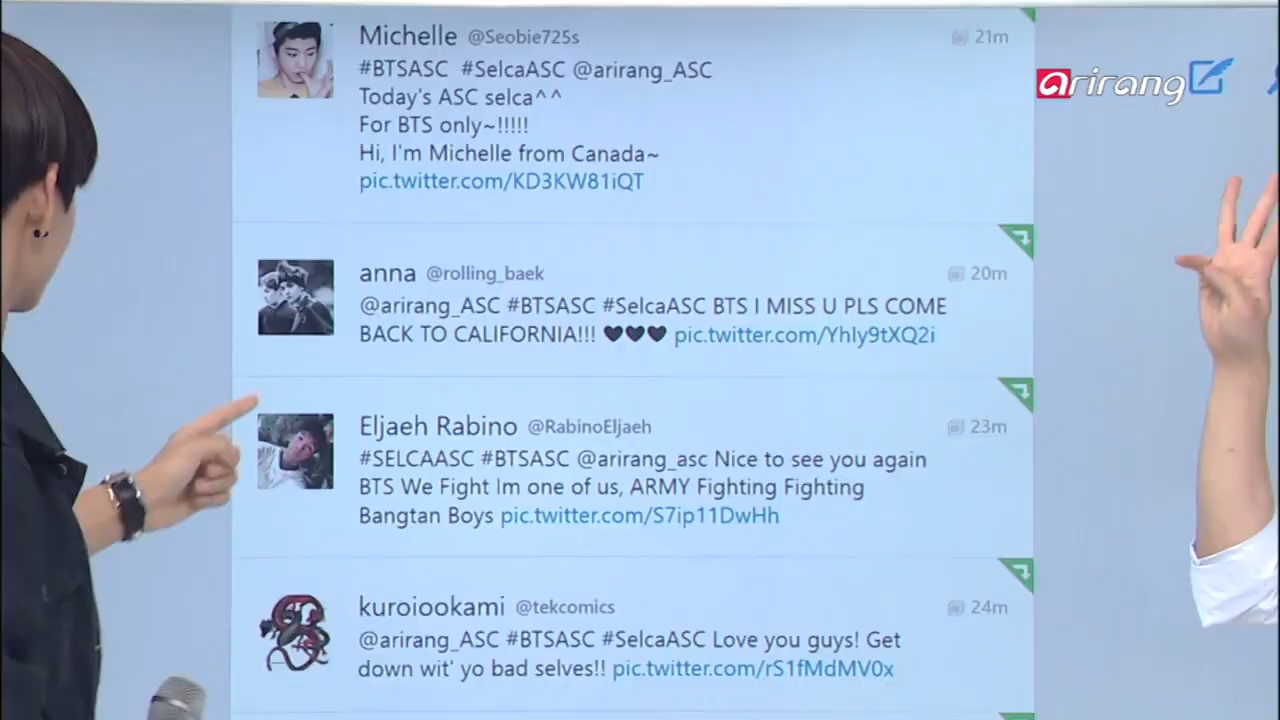 Michelle @Seobie725s 21m
#BTSASC #SelcaASC @arirang_ASC
Today's ASC selca^^
For BTS only~!!!!!
Hi, I'm Michelle from Canada~
pic.twitter.com/KD3KW81iQT
arirang
anna @rolling_baek 20m
@arirang_ASC #BTSASC #SelcaASC BTS I MISS U PLS COME
BACK TO CALIFORNIA!!! ♥♥♥ pic.twitter.com/Yhly9tXQ2i
Eljaeh Rabino @RabinoEljaeh 23m
#SELCAASC #BTSASC @arirang_asc Nice to see you again
BTS We Fight Im one of us, ARMY Fighting Fighting
Bangtan Boys pic.twitter.com/S7ip11DwHh
kuroiookami @tekcomics 24m
@arirang_ASC #BTSASC #SelcaASC Love you guys! Get
down wit' yo bad selves!! pic.twitter.com/rS1fMdMV0x